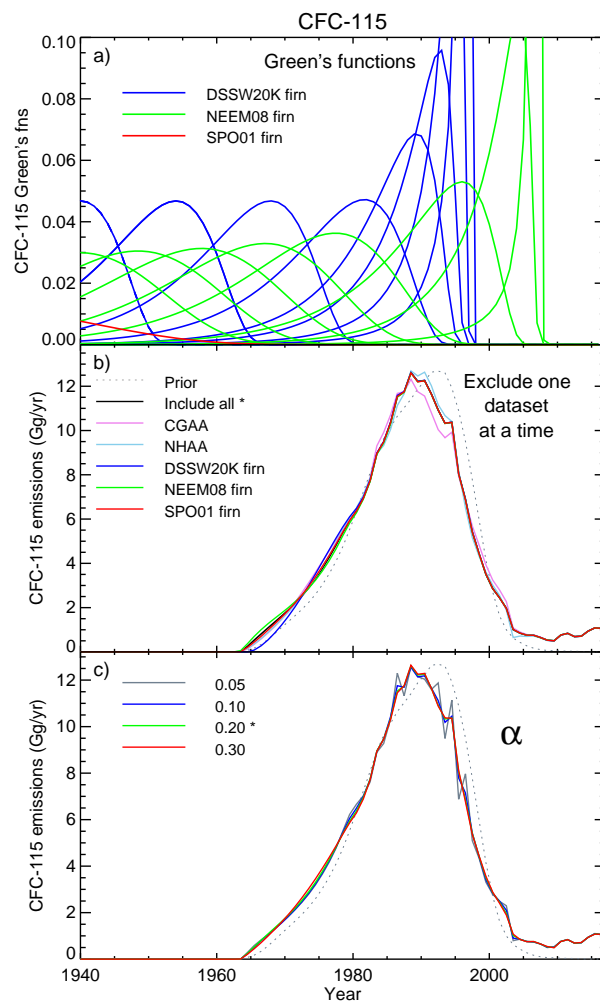 CFC-115
a)
Green's functions
DSSW20K firn
NEEM08 firn
SPO01 firn
CFC-115 Green's fns
0.10
0.08
0.06
0.04
0.02
0.00
b)
Exclude one
dataset
at a time
Prior
Include all *
CGAA
NHAA
DSSW20K firn
NEEM08 firn
SPO01 firn
CFC-115 emissions (Gg/yr)
12
10
8
6
4
2
0
c)
0.05
0.10
0.20 *
0.30
α
CFC-115 emissions (Gg/yr)
12
10
8
6
4
2
0
1940 1960 1980 2000
Year